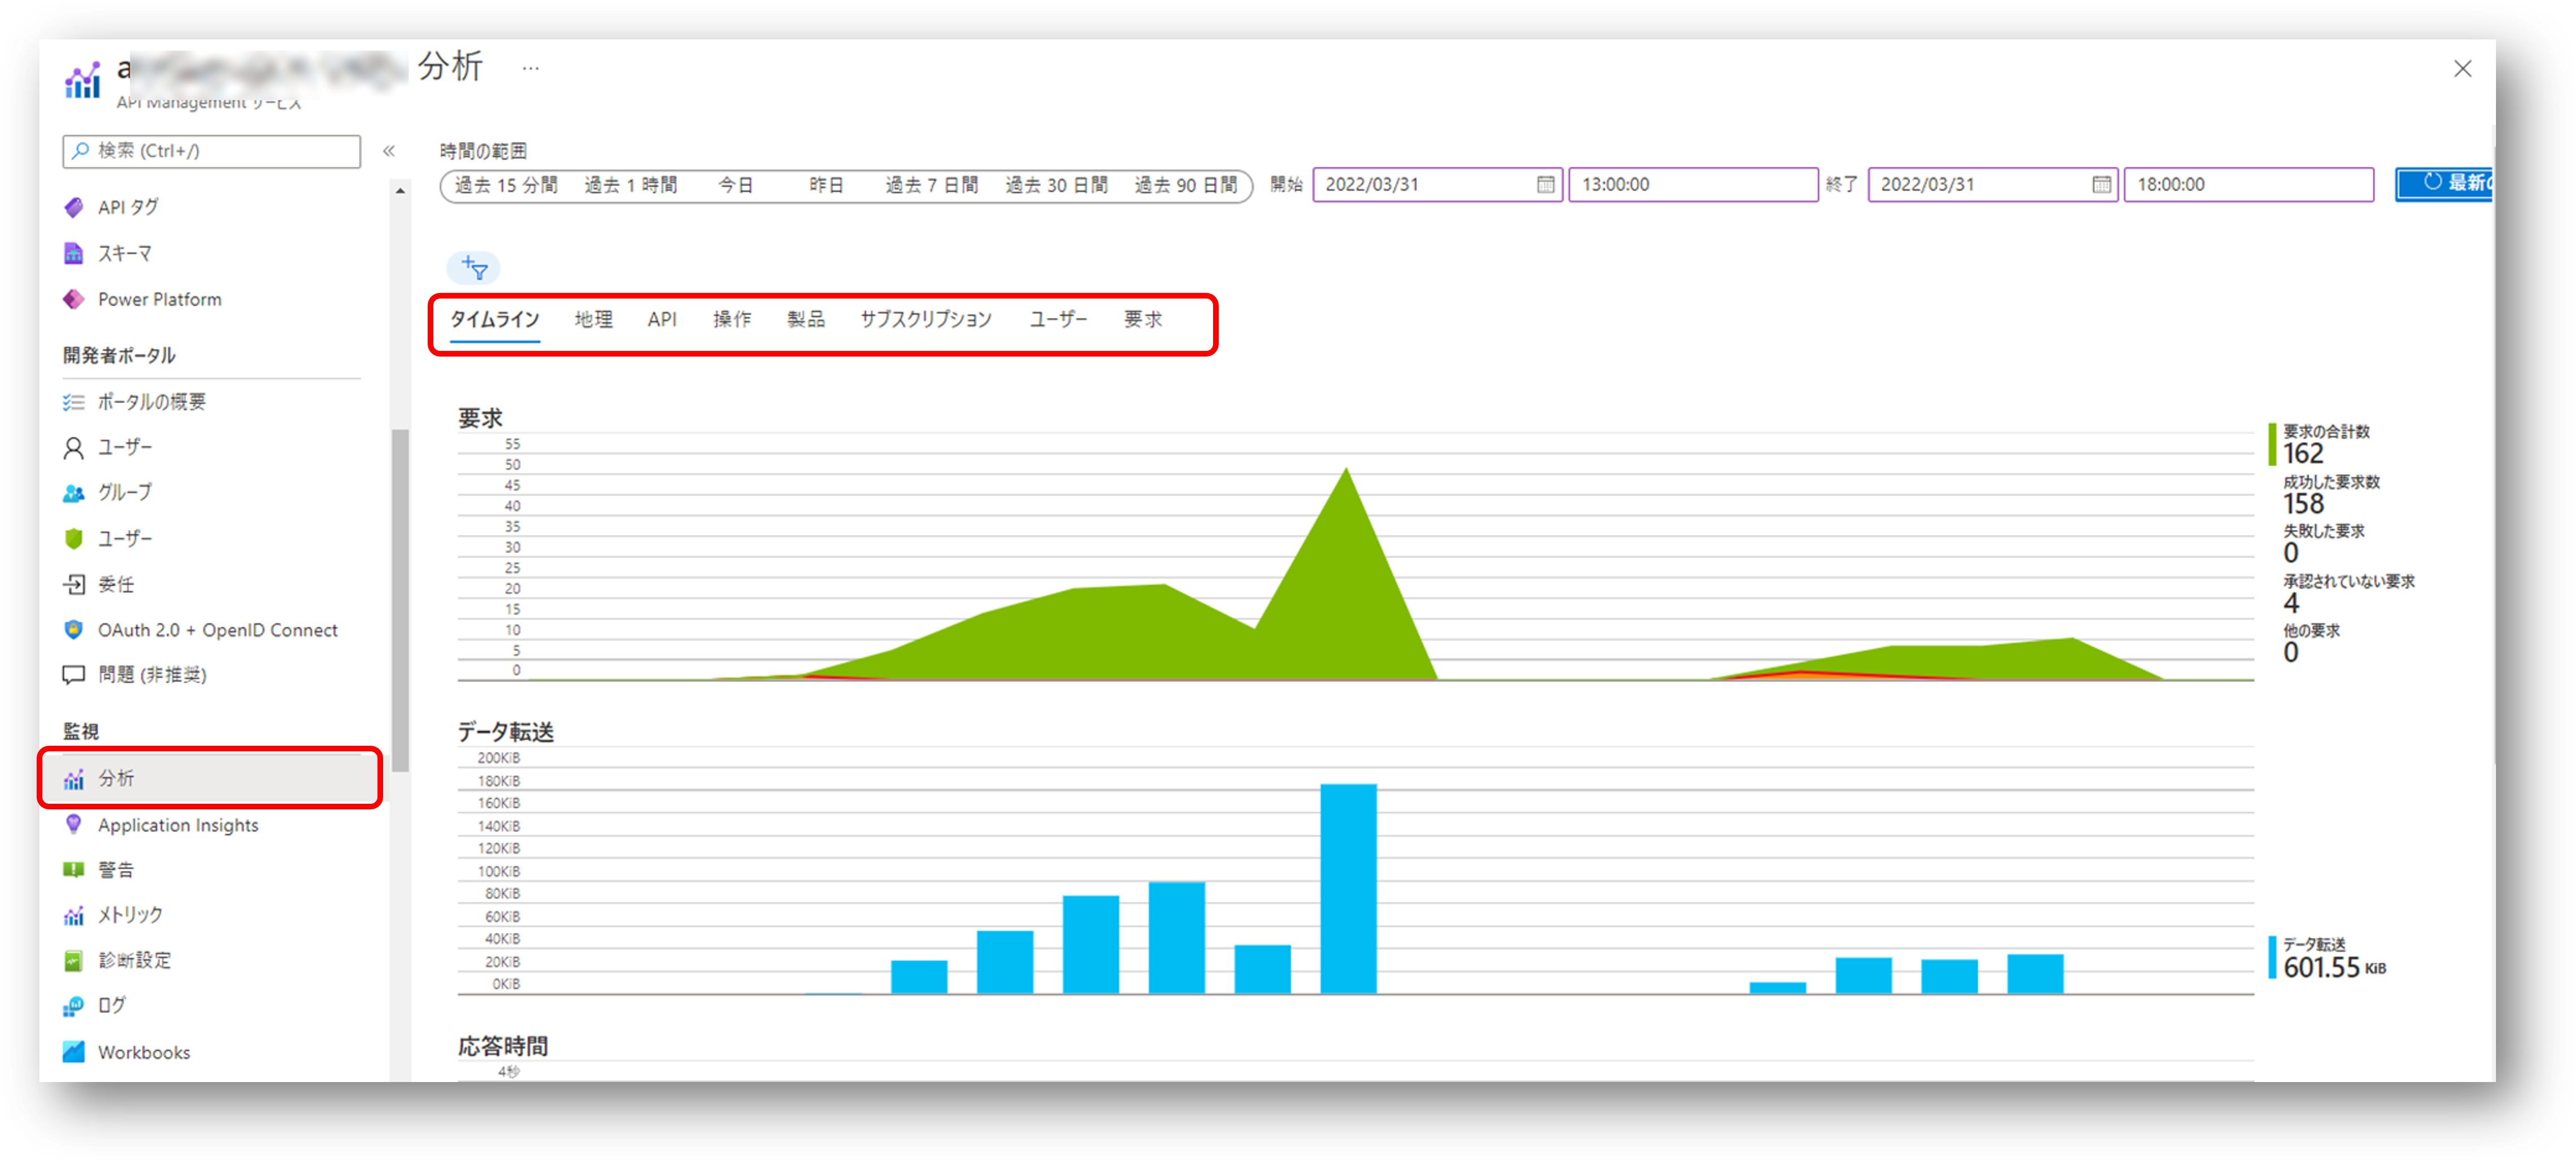 a
分析 …
API Management サービス
検索 (Ctrl+/)
«
API タグ
スキーマ
Power Platform
開発者ポータル
ポータルの概要
ユーザー
グループ
ユーザー
委任
OAuth 2.0 + OpenID Connect
問題 (非推奨)
監視
分析
Application Insights
警告
メトリック
診断設定
ログ
Workbooks
時間の範囲
過去 15 分間 過去 1 時間 今日 昨日 過去 7 日間 過去 30 日間 過去 90 日間 開始 2022/03/31 13:00:00 終了 2022/03/31 18:00:00 最新の
タイムライン 地理 API 操作 製品 サブスクリプション ユーザー 要求
要求
55
50
45
40
35
30
25
20
15
10
5
0
要求の合計数
162
成功した要求数
158
失敗した要求
0
承認されていない要求
4
他の要求
0
データ転送
200KiB
180KiB
160KiB
140KiB
120KiB
100KiB
80KiB
60KiB
40KiB
20KiB
0KiB
データ転送
601.55 KiB
応答時間
4秒